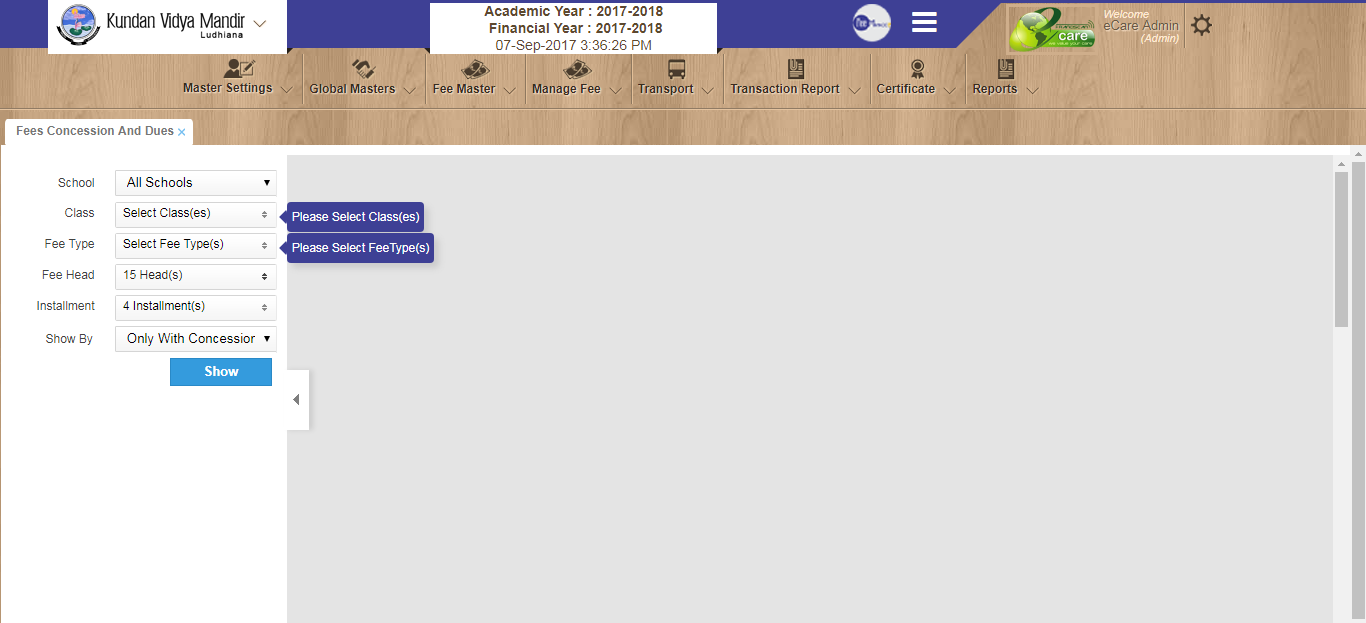 Kundan Vidya Mandir
Ludhiana
Academic Year : 2017-2018
Financial Year : 2017-2018
07-Sep-2017 3:36:26 PM
Fee
care
Welcome
eCare Admin
(Admin)
Master Settings
Global Masters
Fee Master
Manage Fee
Transport
Transaction Report
Certificate
Reports
Fees Concession And Dues ×
School All Schools
Class Select Class(es) Please Select Class(es)
Fee Type Select Fee Type(s) Please Select FeeType(s)
Fee Head 15 Head(s)
Installment 4 Installment(s)
Show By Only With Concession
Show